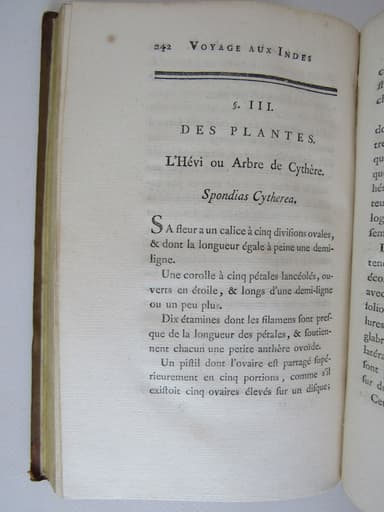 242 VOYAGE AUX INDES
§. III.
DES PLANTES.
L'Hévi ou Arbre de Cythère.
Spondias Cytherea.
SA fleur a un calice à cinq divisions ovales,
& dont la longueur égale à peine une demi-
ligne.
Une corolle à cinq pétales lancéolés, ou-
verts en étoile, & longs d'une demi-ligne
ou un peu plus.
Dix étamines dont les filamens sont pres-
que de la longueur des pétales, & soutien-
nent chacun une petite anthère ovoïde.
Un pistil dont l'ovaire est partagé supé-
rieurement en cinq portions, comme s'il
existoit cinq ovaires élevés sur un disque;